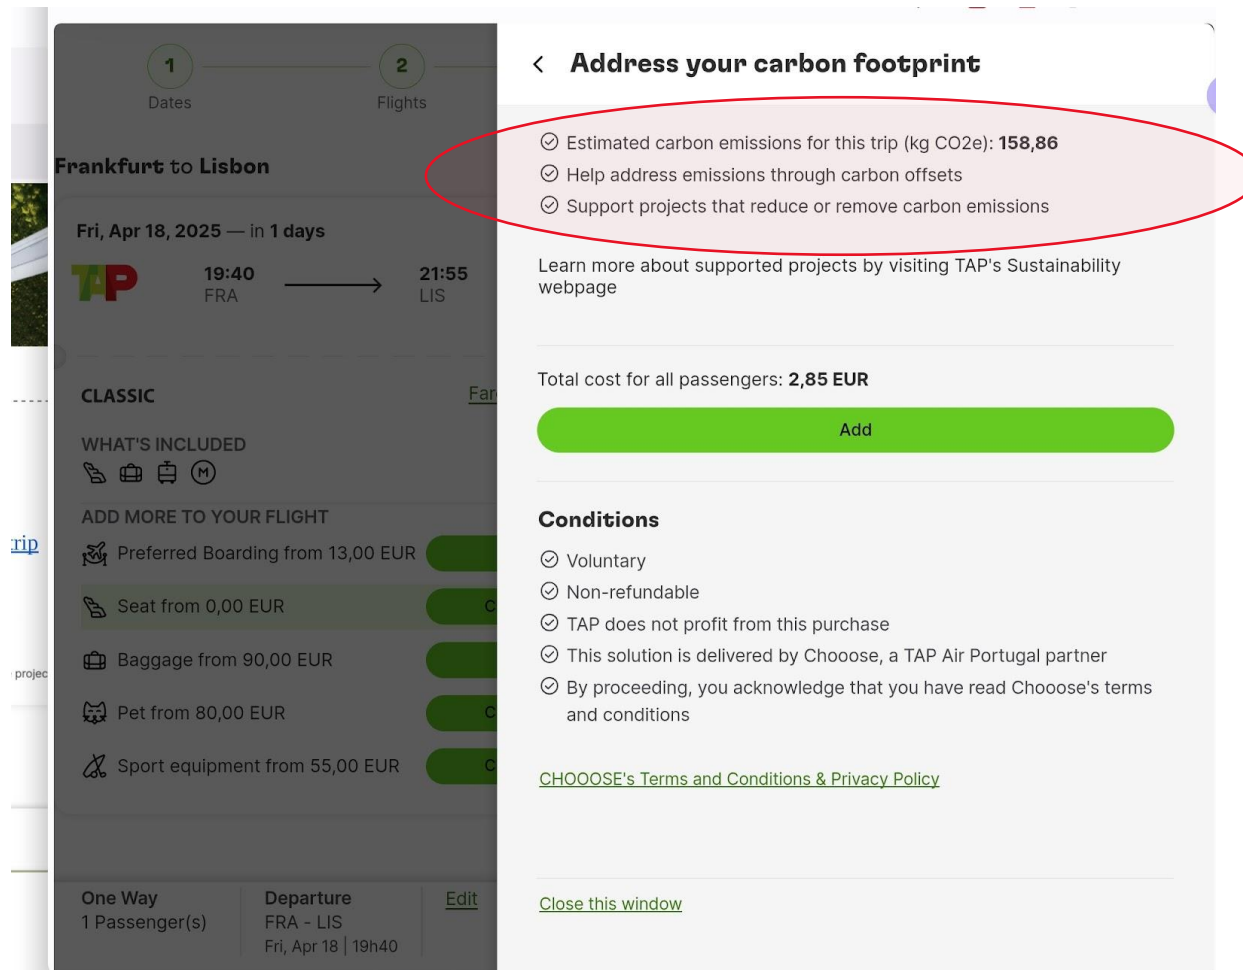 1
2
Dates
Flights
Frankfurt to Lisbon
Fri, Apr 18, 2025 — in 1 days
TAP
19:40
21:55
FRA
LIS
CLASSIC
WHAT'S INCLUDED
M
ADD MORE TO YOUR FLIGHT
Preferred Boarding from 13,00 EUR
Seat from 0,00 EUR
Baggage from 90,00 EUR
Pet from 80,00 EUR
Sport equipment from 55,00 EUR
One Way
1 Passenger(s)
Departure
FRA - LIS
Fri, Apr 18 | 19h40
Edit
Address your carbon footprint
Estimated carbon emissions for this trip (kg CO2e): 158,86
Help address emissions through carbon offsets
Support projects that reduce or remove carbon emissions
Learn more about supported projects by visiting TAP's Sustainability
webpage
Total cost for all passengers: 2,85 EUR
Add
Conditions
Voluntary
Non-refundable
TAP does not profit from this purchase
This solution is delivered by Chooose, a TAP Air Portugal partner
By proceeding, you acknowledge that you have read Chooose's terms
and conditions
CHOOOSE's Terms and Conditions & Privacy Policy
Close this window